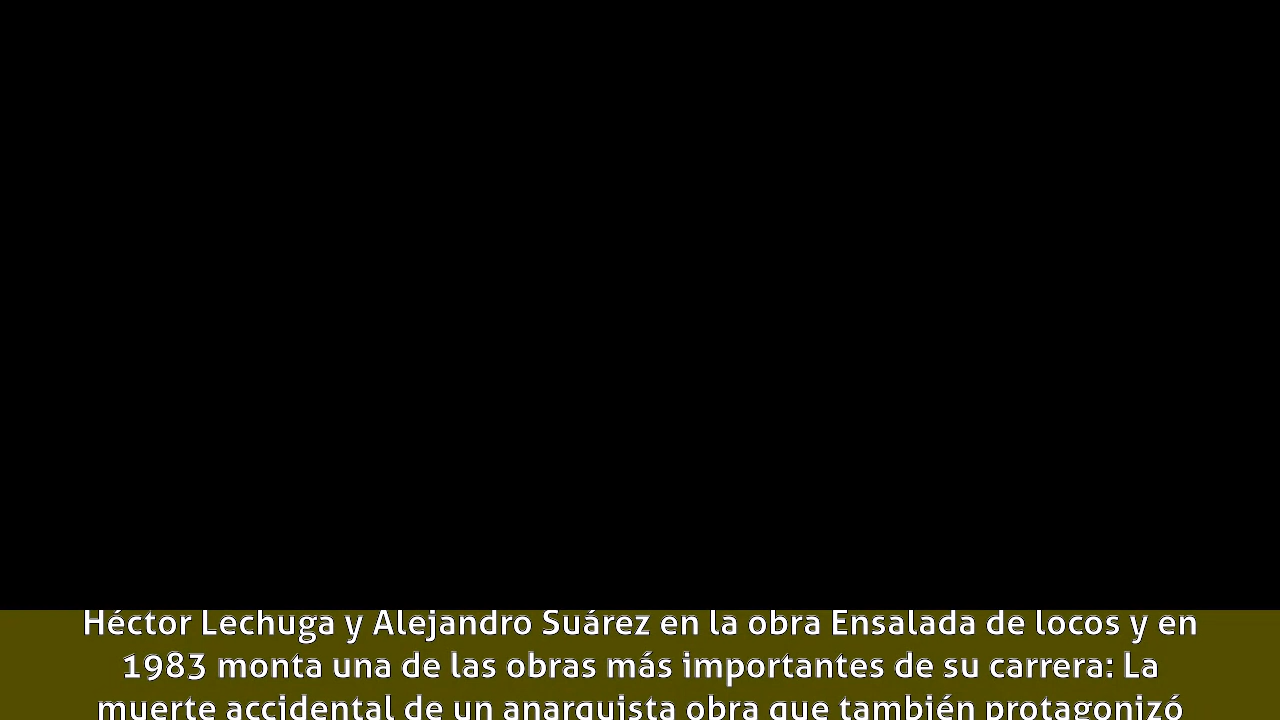 Héctor Lechuga y Alejandro Suárez en la obra Ensalada de locos y en
1983 monta una de las obras más importantes de su carrera: La
muerte accidental de un anarquista obra que también protagonizó